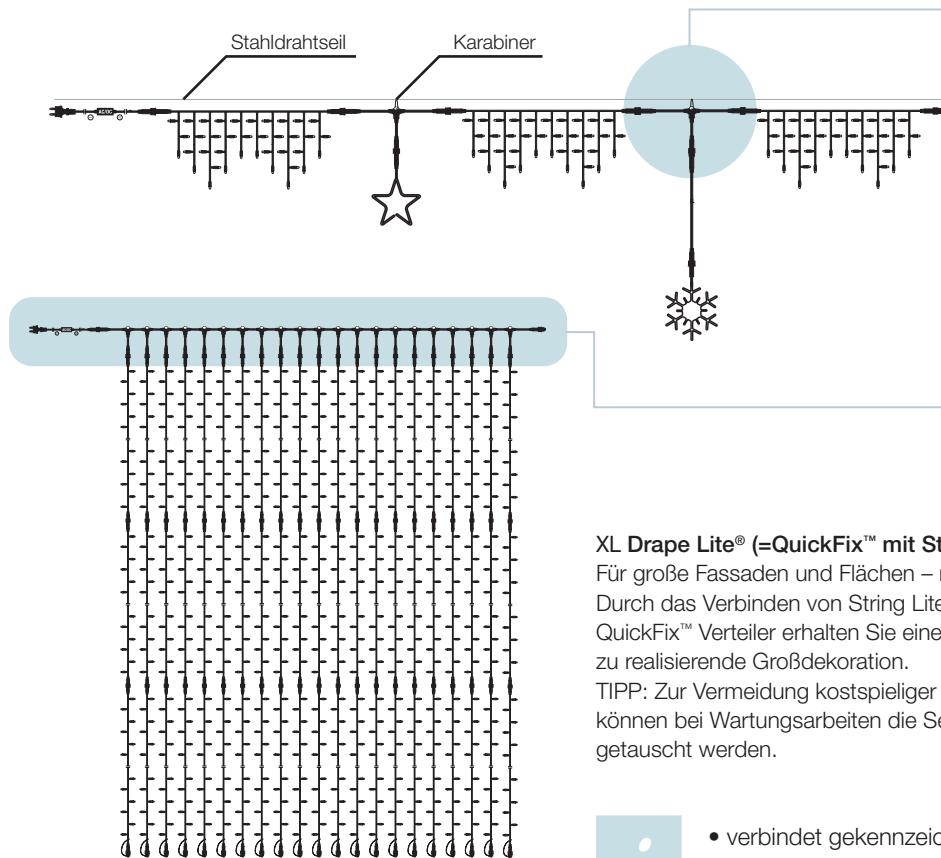 Stahldrahtseil
Karabiner
XL Drape Lite® (=QuickFix™ mit St
Für große Fassaden und Flächen –
Durch das Verbinden von String Lite
QuickFix™ Verteiler erhalten Sie eine
zu realisierende Großdekoration.
TIPP: Zur Vermeidung kostspieliger
können bei Wartungsarbeiten die Se
getauscht werden.
• verbindet gekennzeic